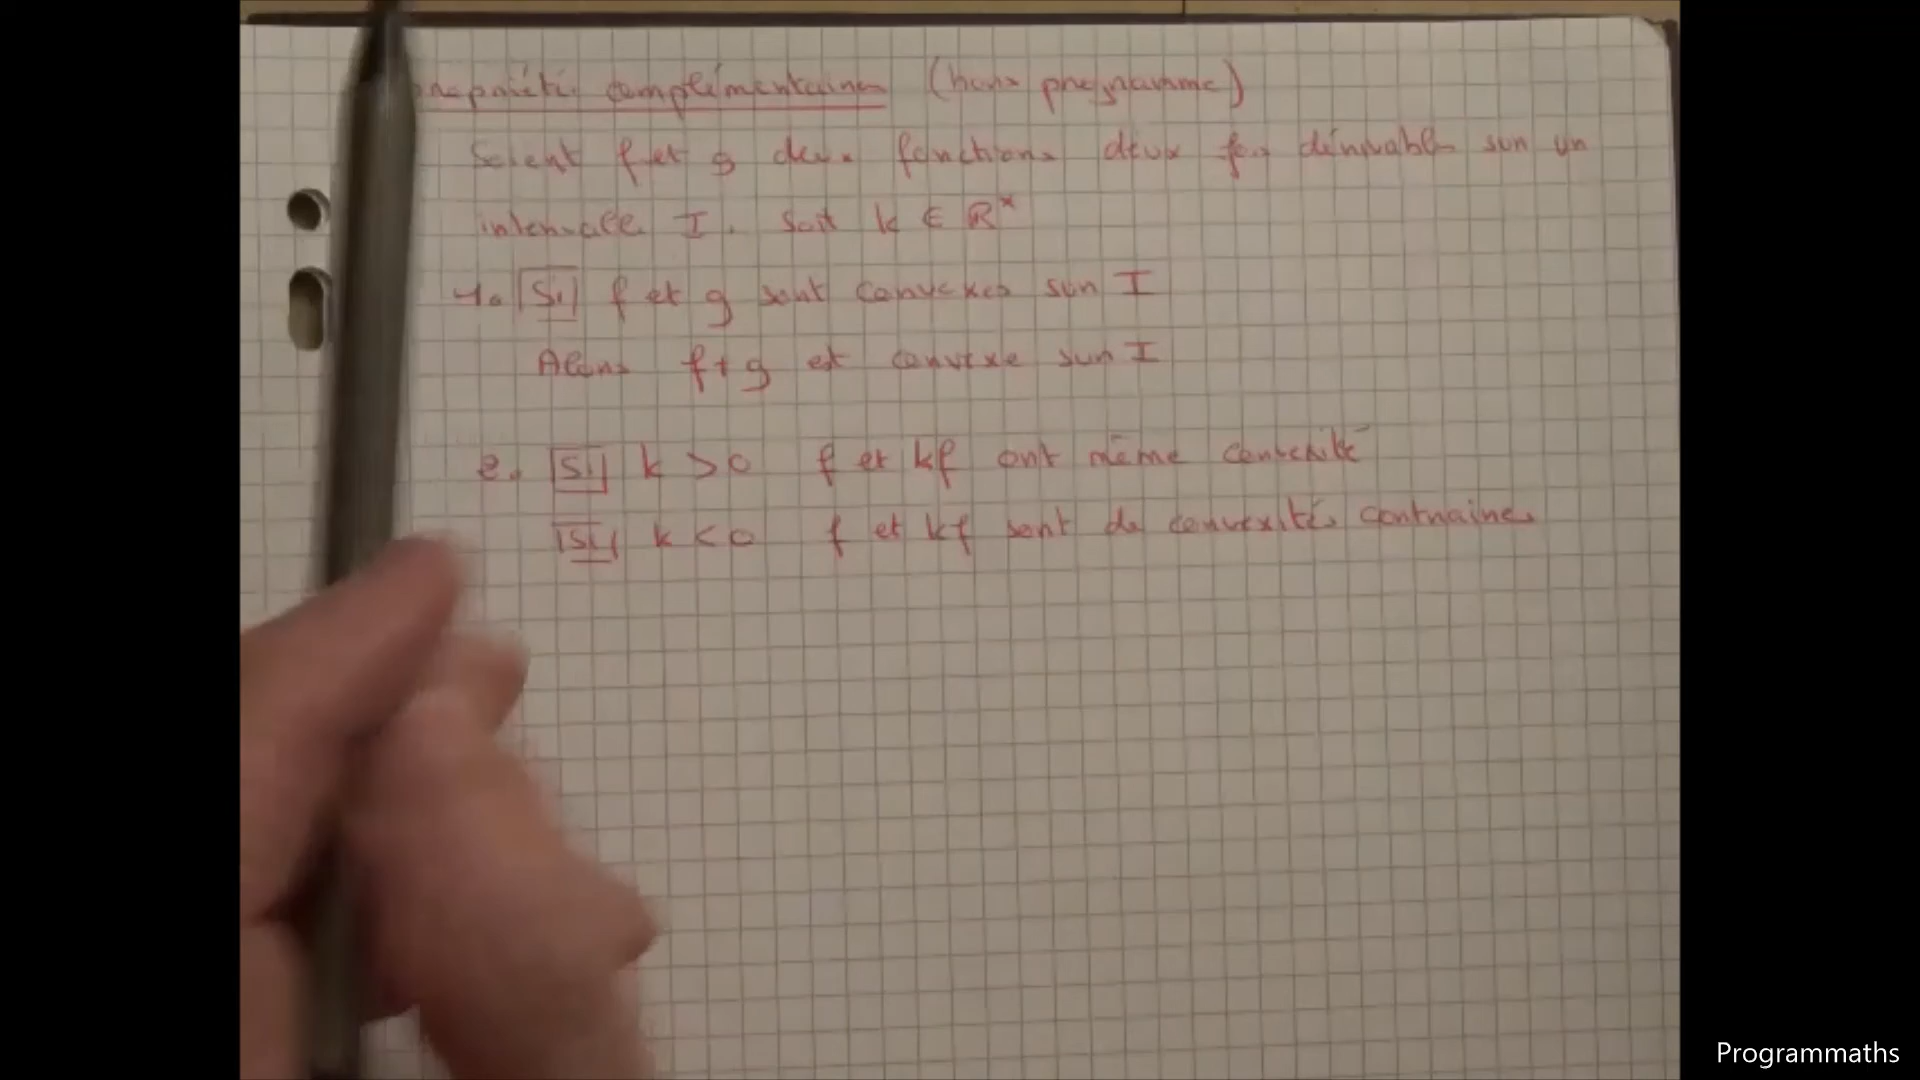 propriétés complémentaires (hors programme)
Soient f et g deux fonctions deux fois dérivables sur un
intervalle I. Soit k ∈ ℝ*
1. Si f et g sont convexes sur I
Alors f+g est convexe sur I
2. Si k > 0 f et kf ont même convexité
Si k < 0 f et kf sont de convexités contraires
Programmaths